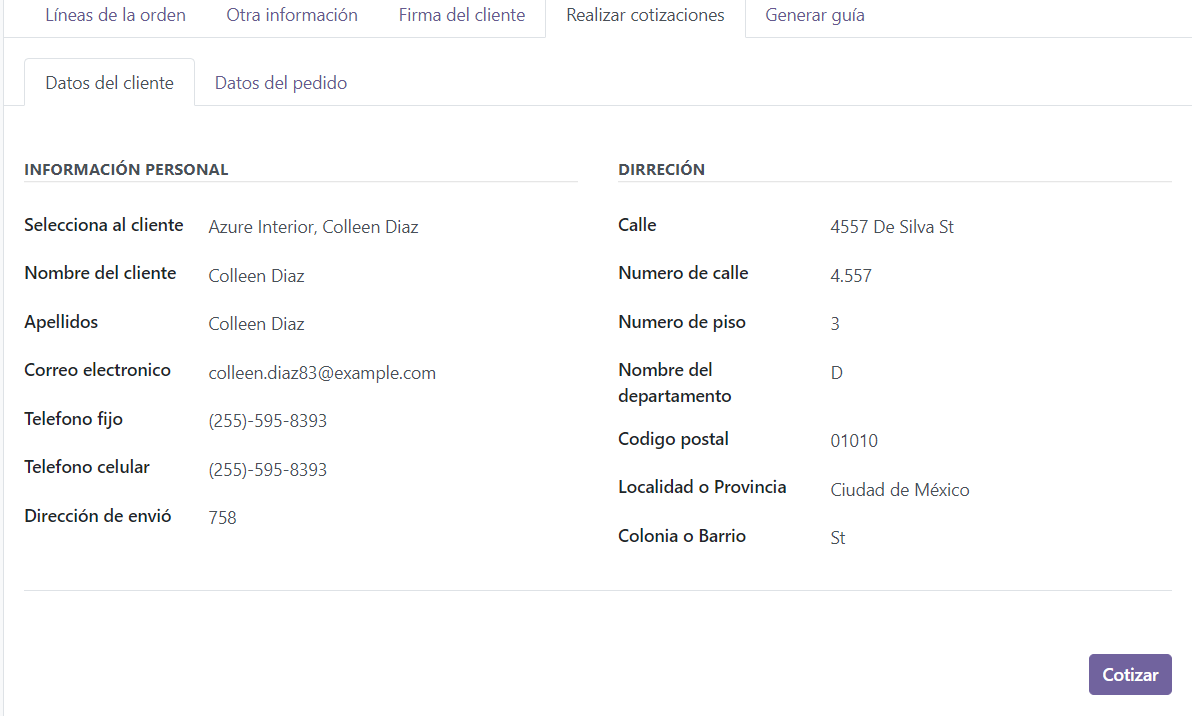 Líneas de la orden Otra información Firma del cliente Realizar cotizaciones Generar guía
Datos del cliente Datos del pedido
INFORMACIÓN PERSONAL
Selecciona al cliente Azure Interior, Colleen Diaz
Nombre del cliente Colleen Diaz
Apellidos Colleen Diaz
Correo electronico colleen.diaz83@example.com
Telefono fijo (255)-595-8393
Telefono celular (255)-595-8393
Dirección de envió 758
DIRRECIÓN
Calle 4557 De Silva St
Numero de calle 4.557
Numero de piso 3
Nombre del D
departamento
Codigo postal 01010
Localidad o Provincia Ciudad de México
Colonia o Barrio St
Cotizar